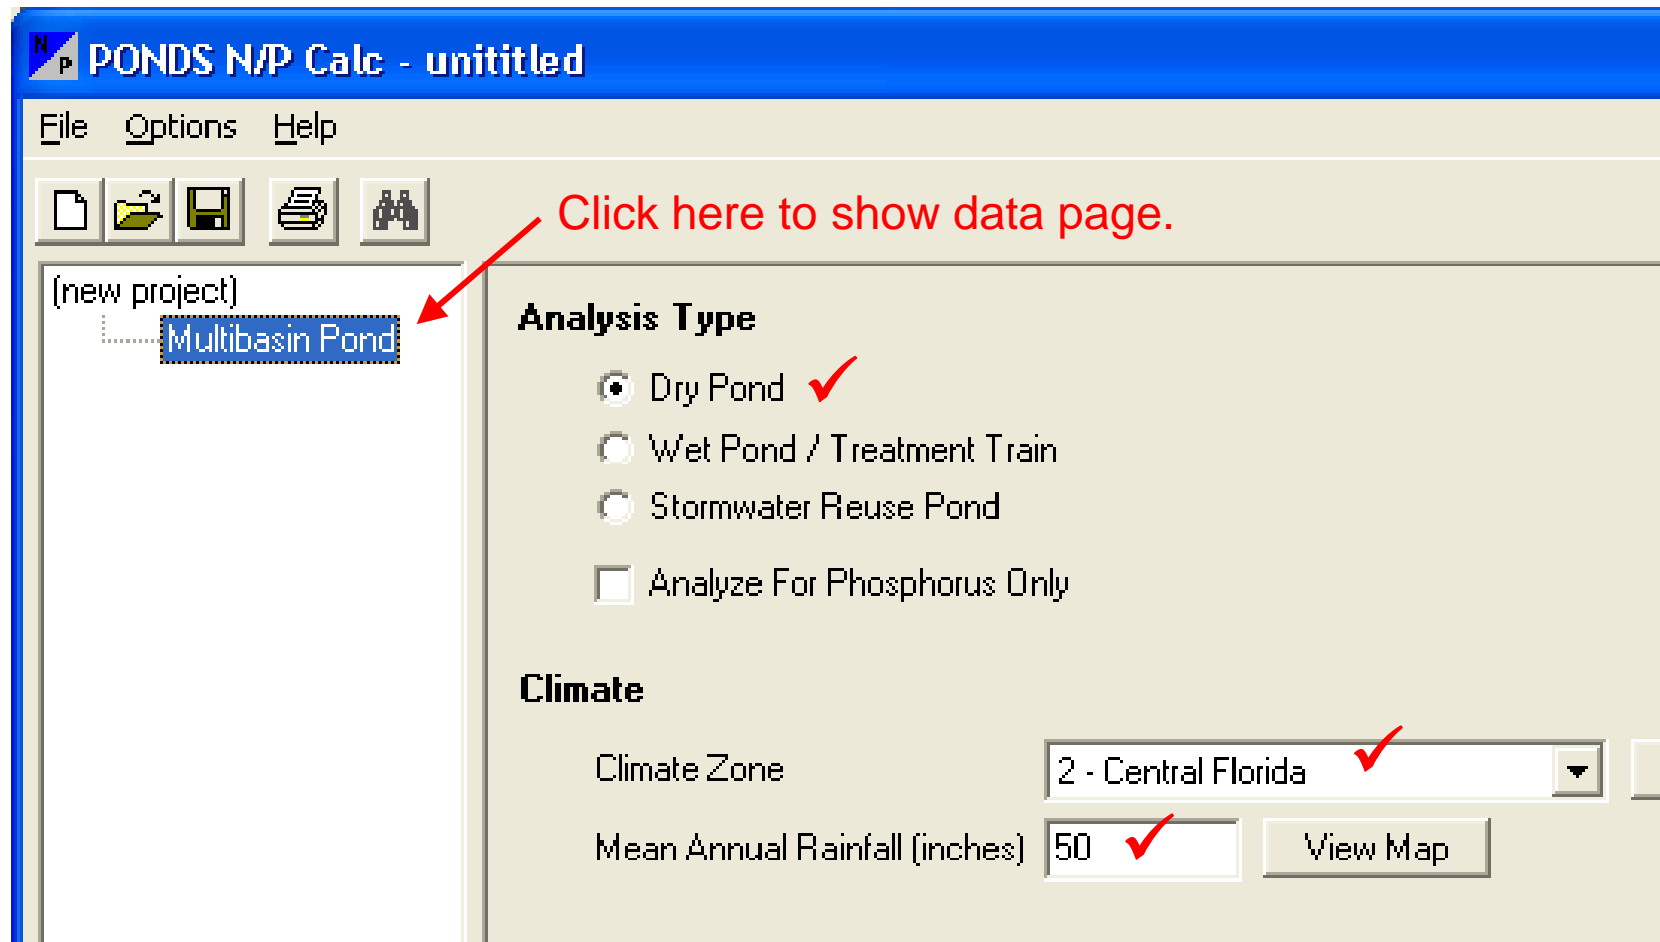 N P PONDS N/P Calc - unititled
File Options Help
Click here to show data page.
(new project)
Multibasin Pond
Analysis Type
Dry Pond
Wet Pond / Treatment Train
Stormwater Reuse Pond
Analyze For Phosphorus Only
Climate
Climate Zone 2 - Central Florida
Mean Annual Rainfall (inches) 50 View Map